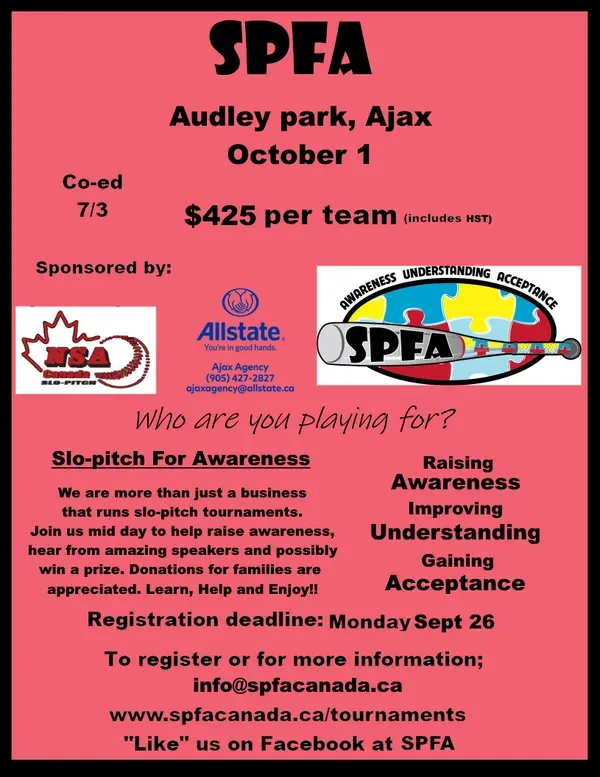 SPFA
Audley park, Ajax
October 1
Co-ed
7/3
$425 per team (includes HST)
Sponsored by:
NSA
Canada
SLO-PITCH
Allstate.
You're in good hands.
Ajax Agency
(905) 427-2827
ajaxagency@allstate.ca
AWARENESS UNDERSTANDING ACCEPTANCE
SPFA
Who are you playing for?
Slo-pitch For Awareness
We are more than just a business
that runs slo-pitch tournaments.
Join us mid day to help raise awareness,
hear from amazing speakers and possibly
win a prize. Donations for families are
appreciated. Learn, Help and Enjoy!!
Raising
Awareness
Improving
Understanding
Gaining
Acceptance
Registration deadline: Monday Sept 26
To register or for more information;
info@spfacanada.ca
www.spfacanada.ca/tournaments
"Like" us on Facebook at SPFA